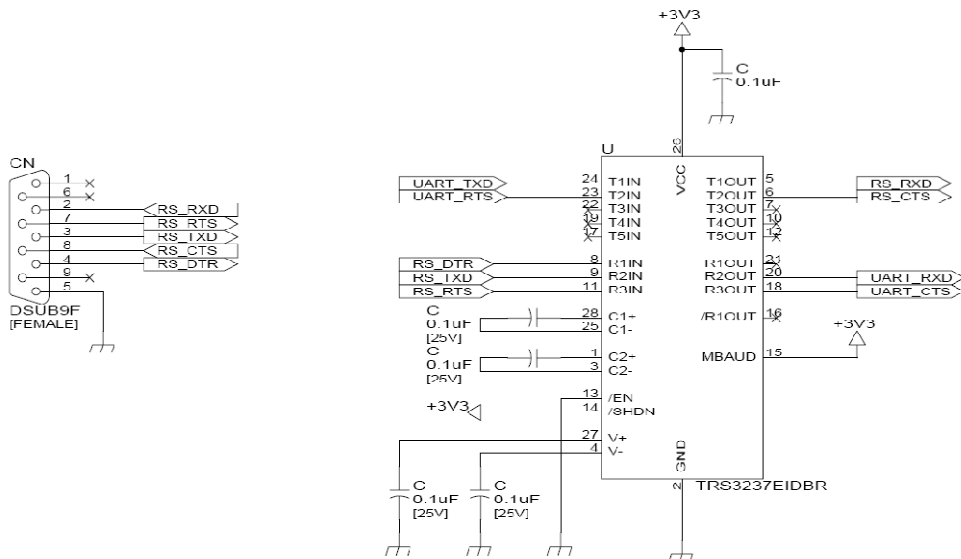 +3V3
C
0.1uF
CN
1
6
2
7
3
8
4
9
5
RS_RXD
RS_RTS
RS_TXD
RS_CTS
RS_DTR
DSUB9F
[FEMALE]
U
26
VCC
UART_TXD
UART_RTS
24 T1IN
23 T2IN
22 T3IN
19 T4IN
17 T5IN
T1OUT 5
T2OUT 6
T3OUT 7
T4OUT 10
T5OUT 12
RS_RXD
RS_CTS
RS_DTR
RS_TXD
RS_RTS
8 R1IN
9 R2IN
11 R3IN
R1OUT 21
R2OUT 20
R3OUT 18
UART_RXD
UART_CTS
C
0.1uF
[25V]
28 C1+
25 C1-
/R1OUT 16
C
0.1uF
[25V]
1 C2+
3 C2-
MBAUD 15
+3V3
+3V3
13 /EN
14 /SHDN
27 V+
4 V-
GND
2
TRS3237EIDBR
C
0.1uF
[25V]
C
0.1uF
[25V]